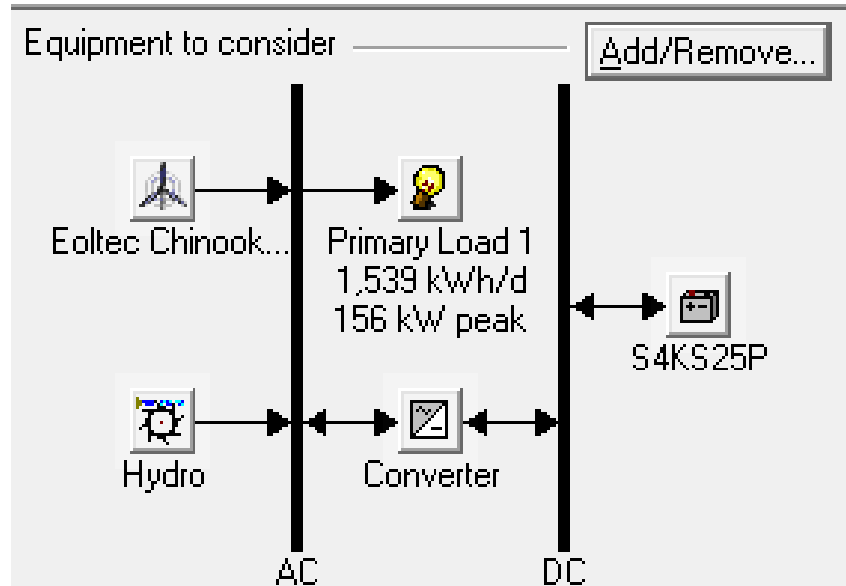 Equipment to consider
Add/Remove...
Eoltec Chinook...
Primary Load 1
1,539 kWh/d
156 kW peak
S4KS25P
Hydro
Converter
AC
DC